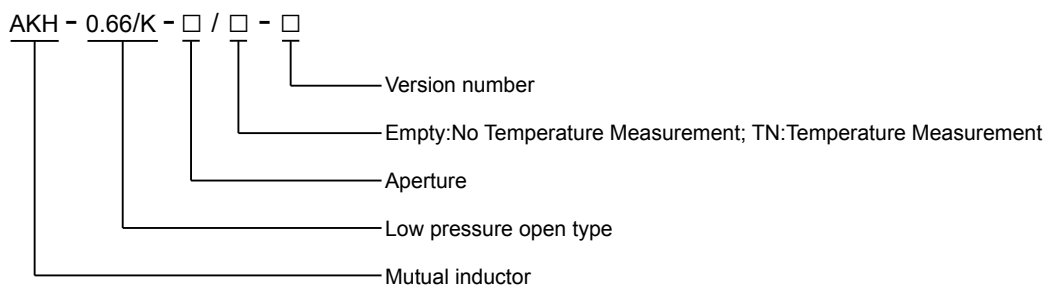 AKH - 0.66/K - □ / □ - □
Version number
Empty:No Temperature Measurement; TN:Temperature Measurement
Aperture
Low pressure open type
Mutual inductor